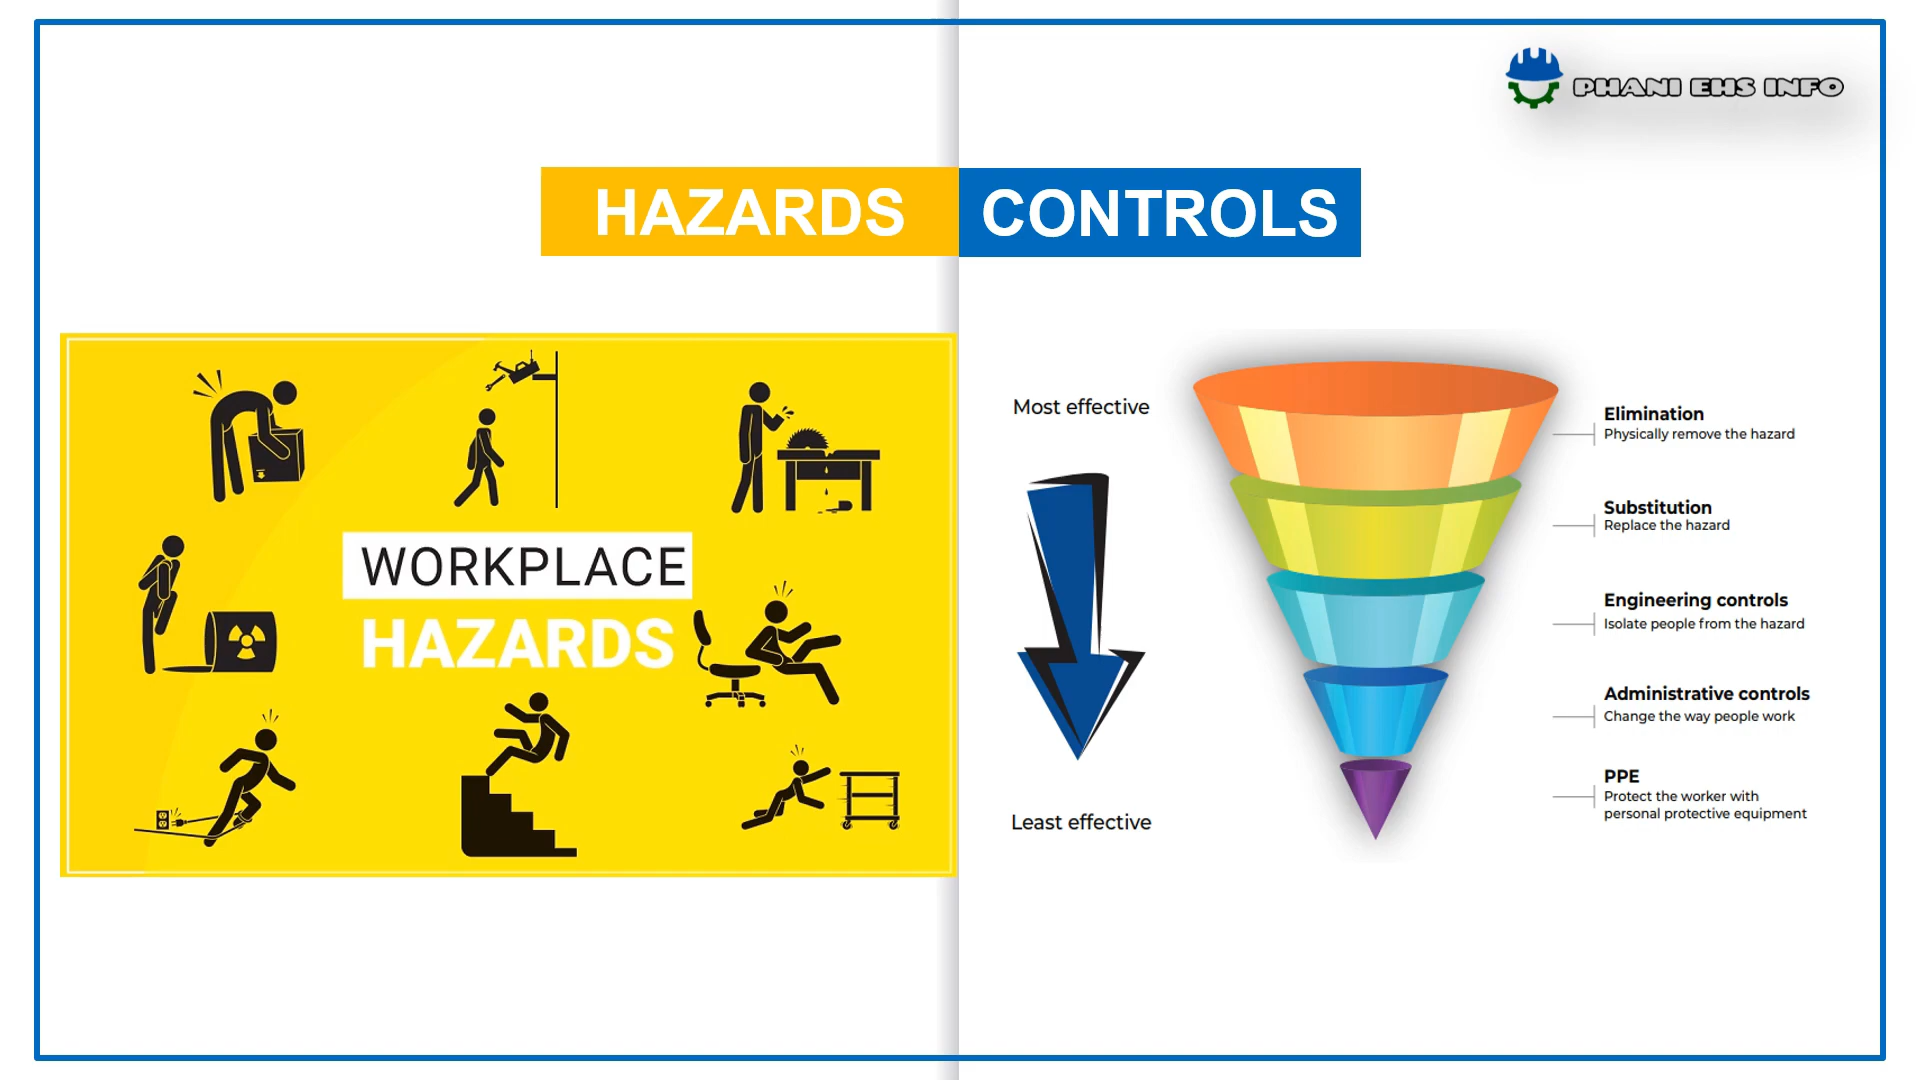 PHANI EHS INFO
HAZARDS
CONTROLS
WORKPLACE
HAZARDS
Most effective
Least effective
Elimination
Physically remove the hazard
Substitution
Replace the hazard
Engineering controls
Isolate people from the hazard
Administrative controls
Change the way people work
PPE
Protect the worker with
personal protective equipment